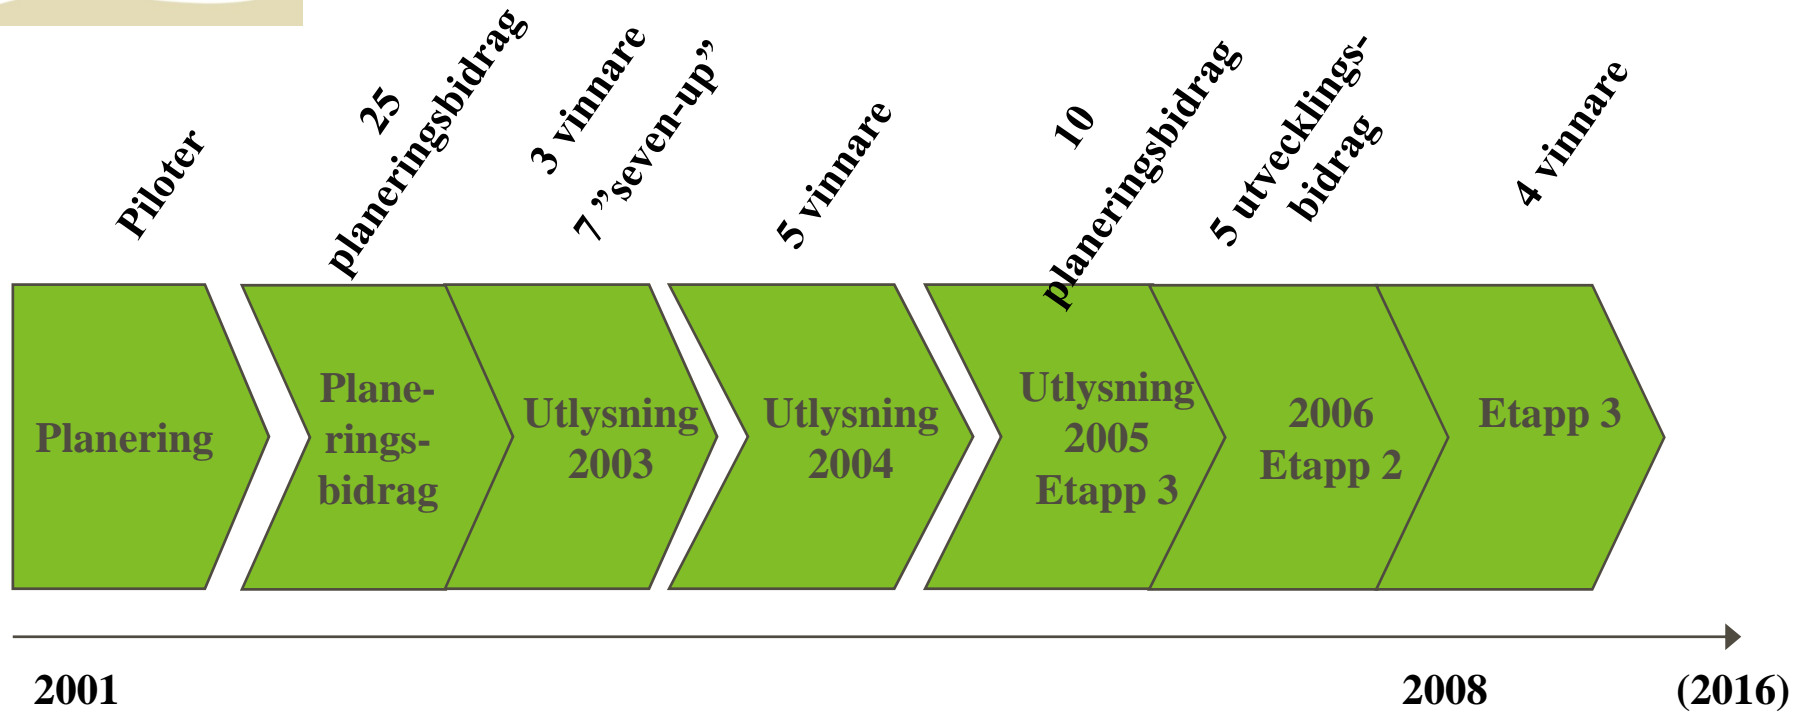 Piloter
25
planeringsbidrag
3 vinnare
7 ”seven-up”
5 vinnare
10
planeringsbidrag
5 utvecklings-
bidrag
4 vinnare
Planering
Plane-
rings-
bidrag
Utlysning
2003
Utlysning
2004
Utlysning
2005
Etapp 3
2006
Etapp 2
Etapp 3
2001
2008
(2016)